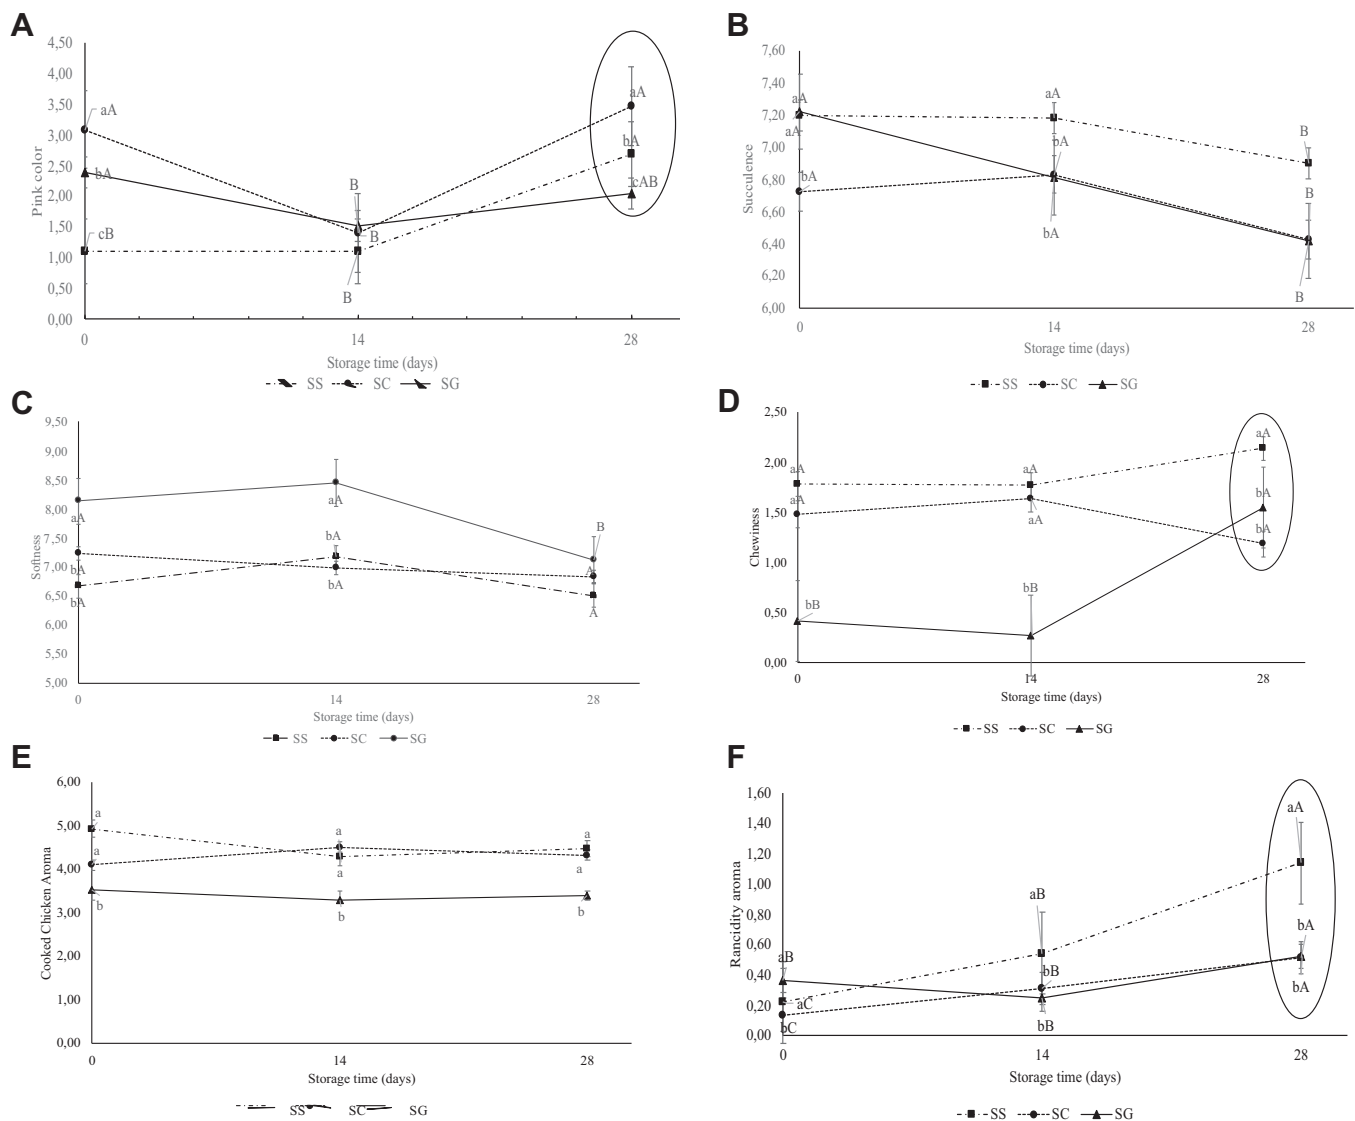 A
4,50
4,00
3,50
3,00
2,50
2,00
1,50
1,00
0,50
0,00
Pink color
aA
bA
cB
B
B
B
aA
bA
cAB
0 14 28
Storage time (days)
SS SC SG
B
7,60
7,40
7,20
7,00
6,80
6,60
6,40
6,20
6,00
Succulence
aA
aA
bA
aA
bA
bA
B
B
B
0 14 28
Storage time (days)
SS SC SG
C
9,50
9,00
8,50
8,00
7,50
7,00
6,50
6,00
5,50
5,00
Softness
aA
bA
bA
aA
bA
bA
B
A
A
0 14 28
Storage time (days)
SS SC SG
D
2,50
2,00
1,50
1,00
0,50
0,00
Chewiness
aA
aA
bB
aA
aA
bB
aA
bA
bA
0 14 28
Storage time (days)
SS SC SG
E
6,00
5,00
4,00
3,00
2,00
1,00
0,00
Cooked Chicken Aroma
a
a
b
a
a
b
a
a
b
0 14 28
Storage time (days)
SS SC SG
F
1,60
1,40
1,20
1,00
0,80
0,60
0,40
0,20
0,00
Rancidity aroma
aB
aC
bC
aB
bB
bB
aA
bA
bA
0 14 28
Storage time (days)
SS SC SG